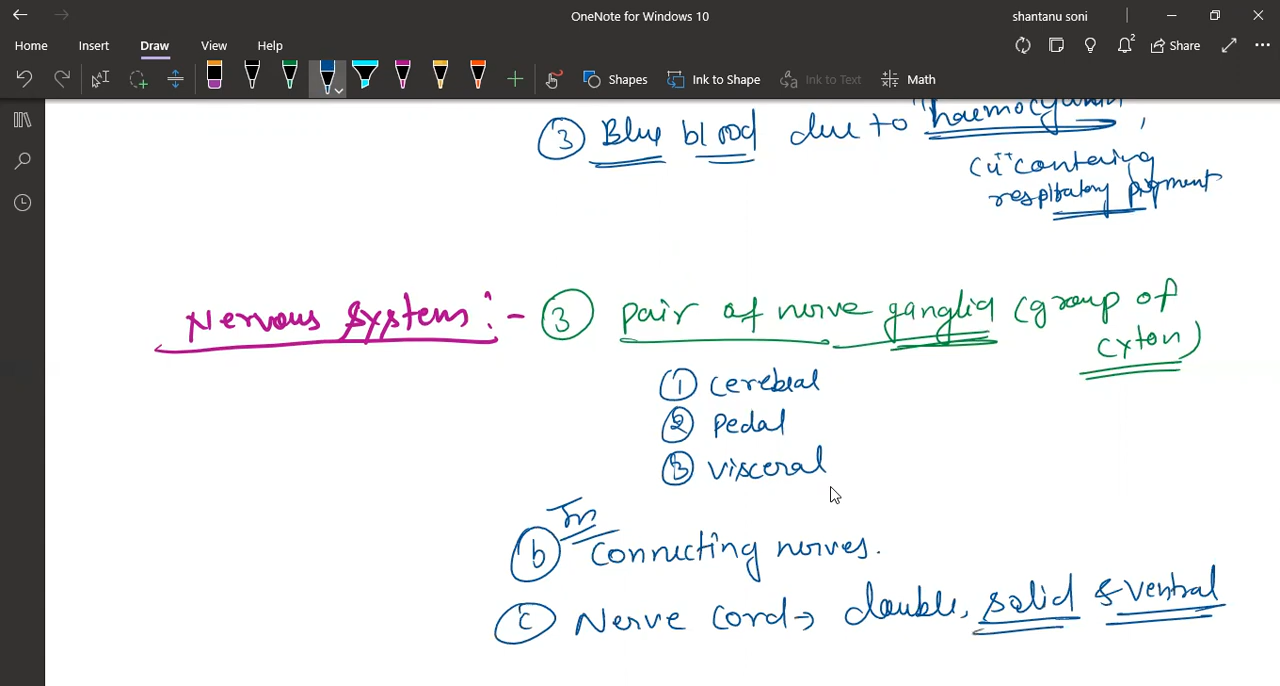 OneNote for Windows 10
shantanu soni
Home Insert Draw View Help
Share
Shapes Ink to Shape Ink to Text Math
③ Blue blood due to "haemocyanin",
Cu++ containing
respiratory pigment
Nervous System :- ③ pair of nerve ganglia (group of
cyton)
① cerebral
② Pedal
③ visceral
ⓑ Connecting nerves.
ⓒ Nerve cord → double, solid & ventral